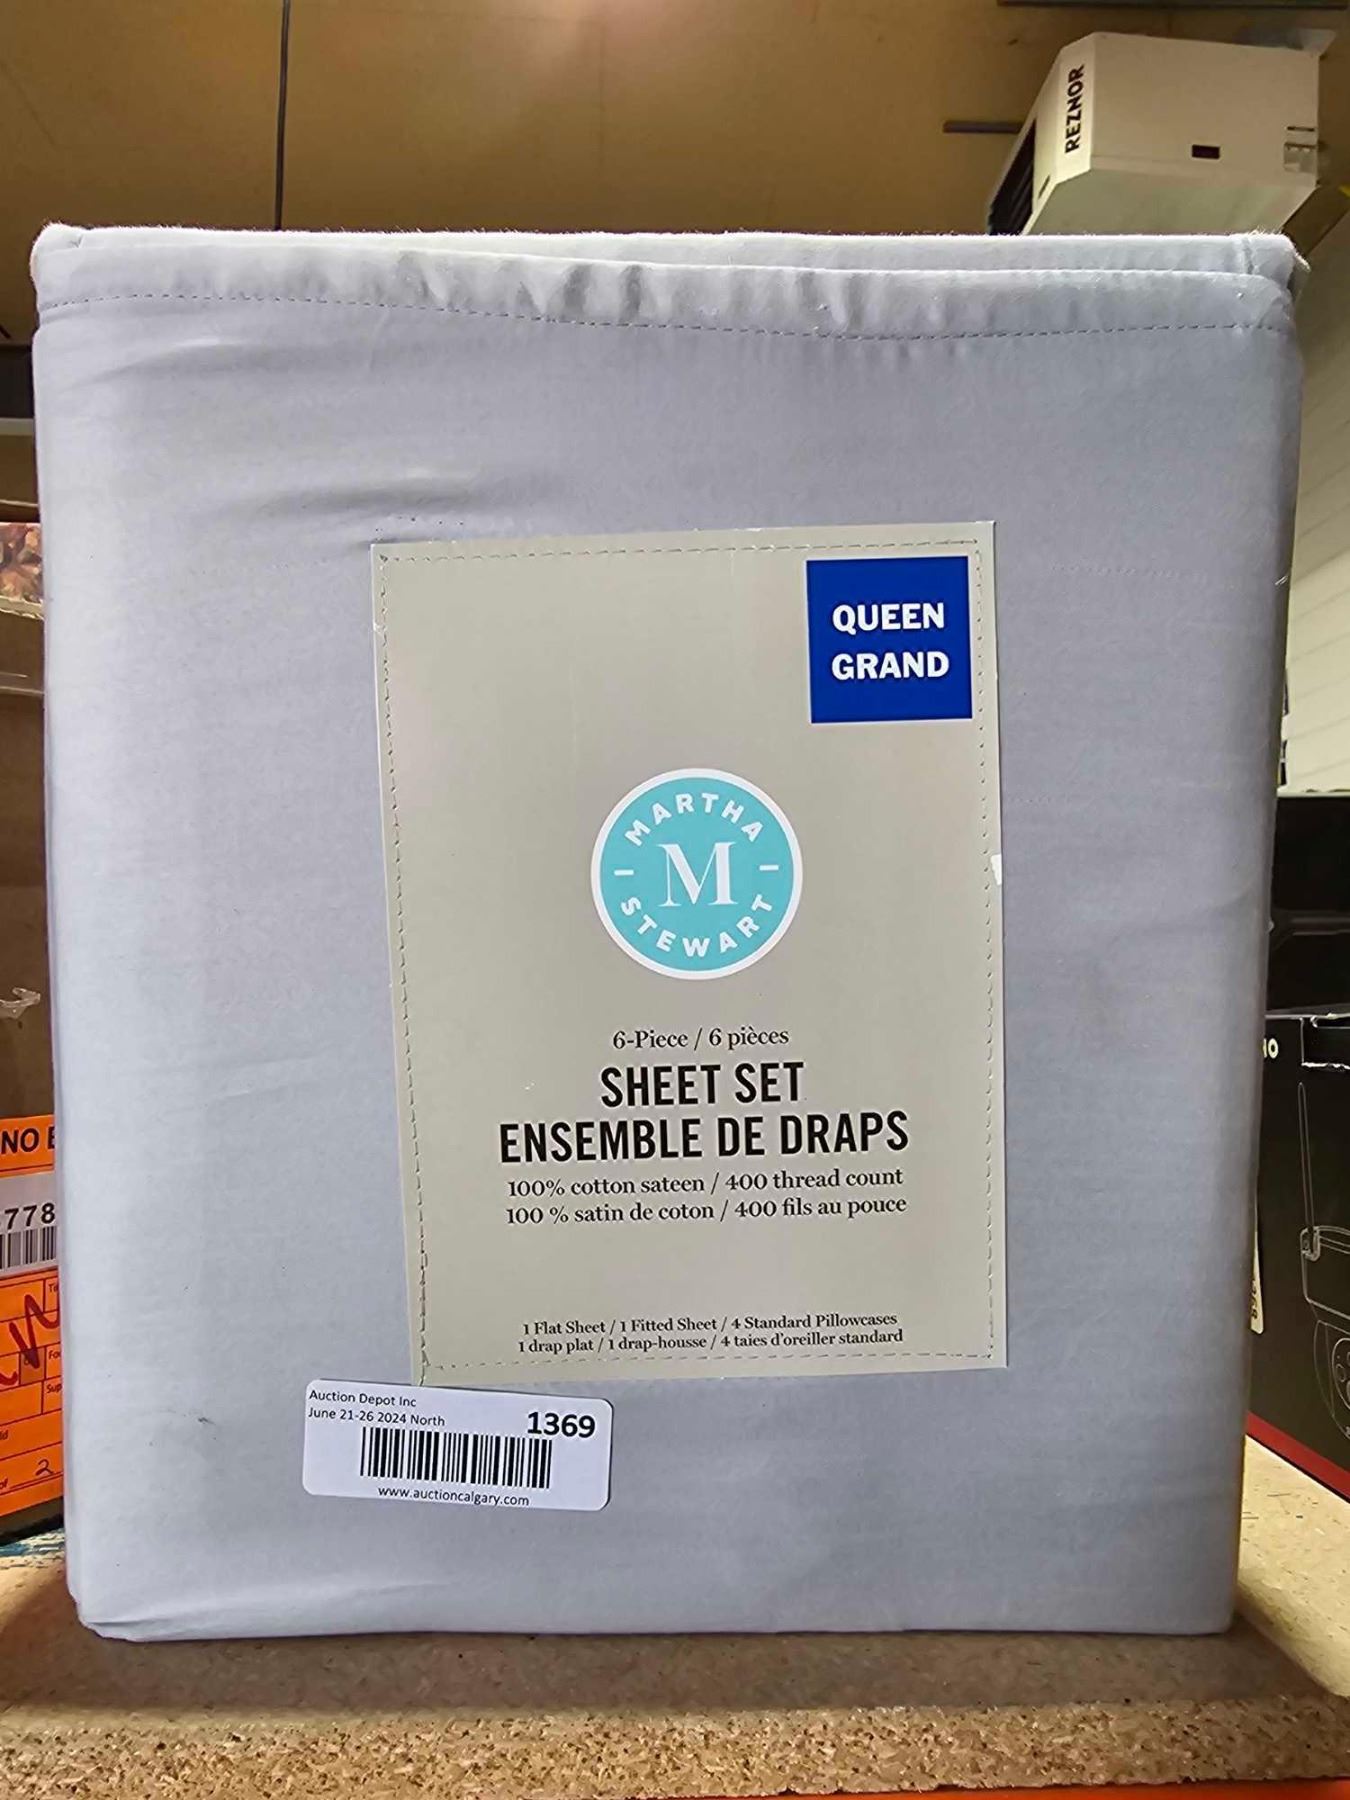 REZNOR
QUEEN
GRAND
MARTHA
M
STEWART
6-Piece / 6 pièces
SHEET SET
ENSEMBLE DE DRAPS
100% cotton sateen / 400 thread count
100 % satin de coton / 400 fils au pouce
1 Flat Sheet / 1 Fitted Sheet / 4 Standard Pillowcases
1 drap plat / 1 drap-housse / 4 taies d'oreiller standard
Auction Depot Inc
June 21-26 2024 North
1369
www.auctioncalgary.com
NO
778
2